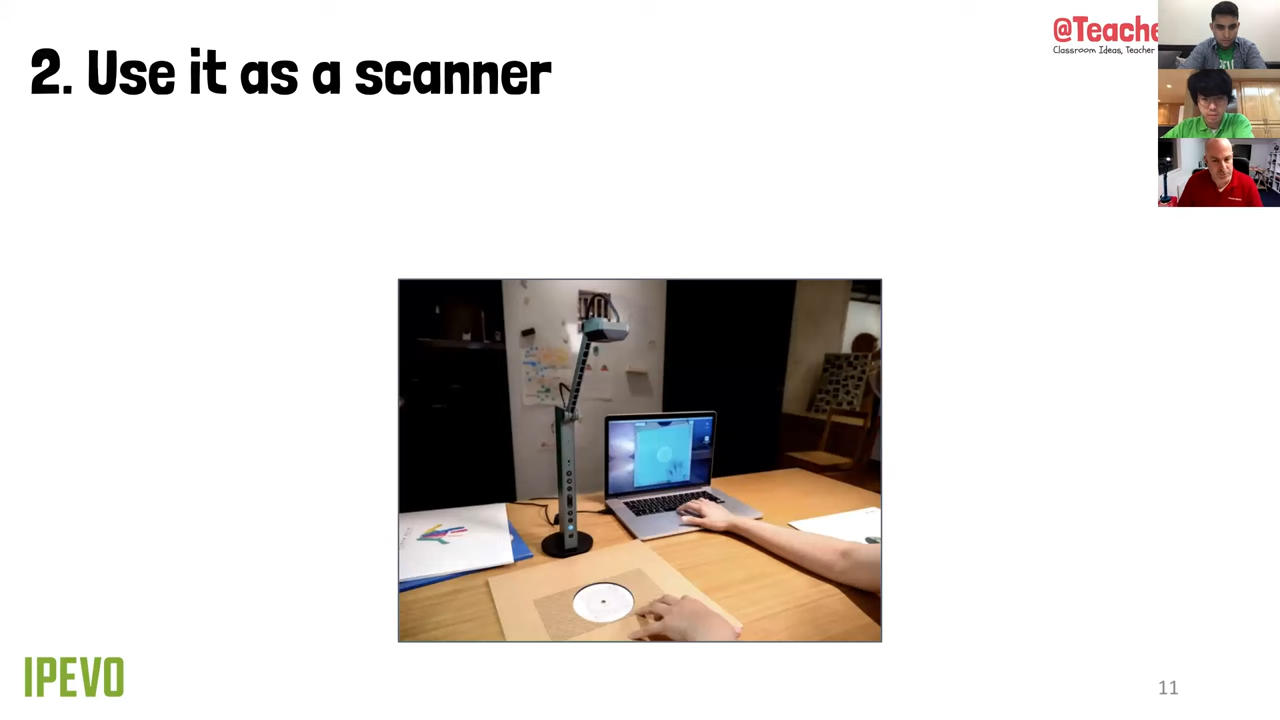 2. Use it as a scanner
@Teache
Classroom Ideas, Teacher
IPEVO
11